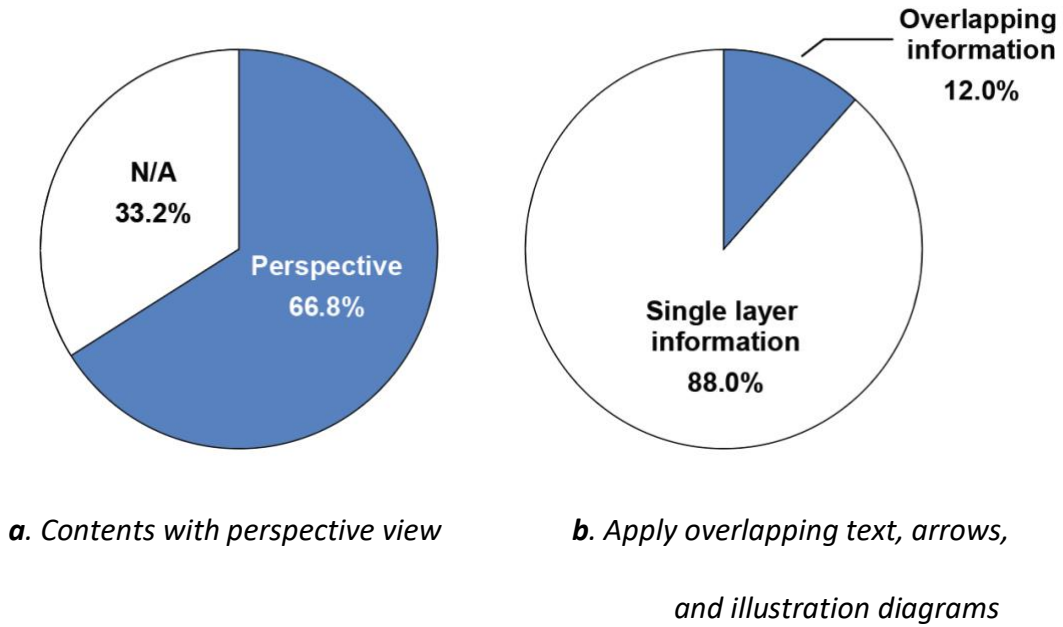 N/A
33.2%
Perspective
66.8%
Overlapping
information
12.0%
Single layer
information
88.0%
a. Contents with perspective view
b. Apply overlapping text, arrows,
and illustration diagrams